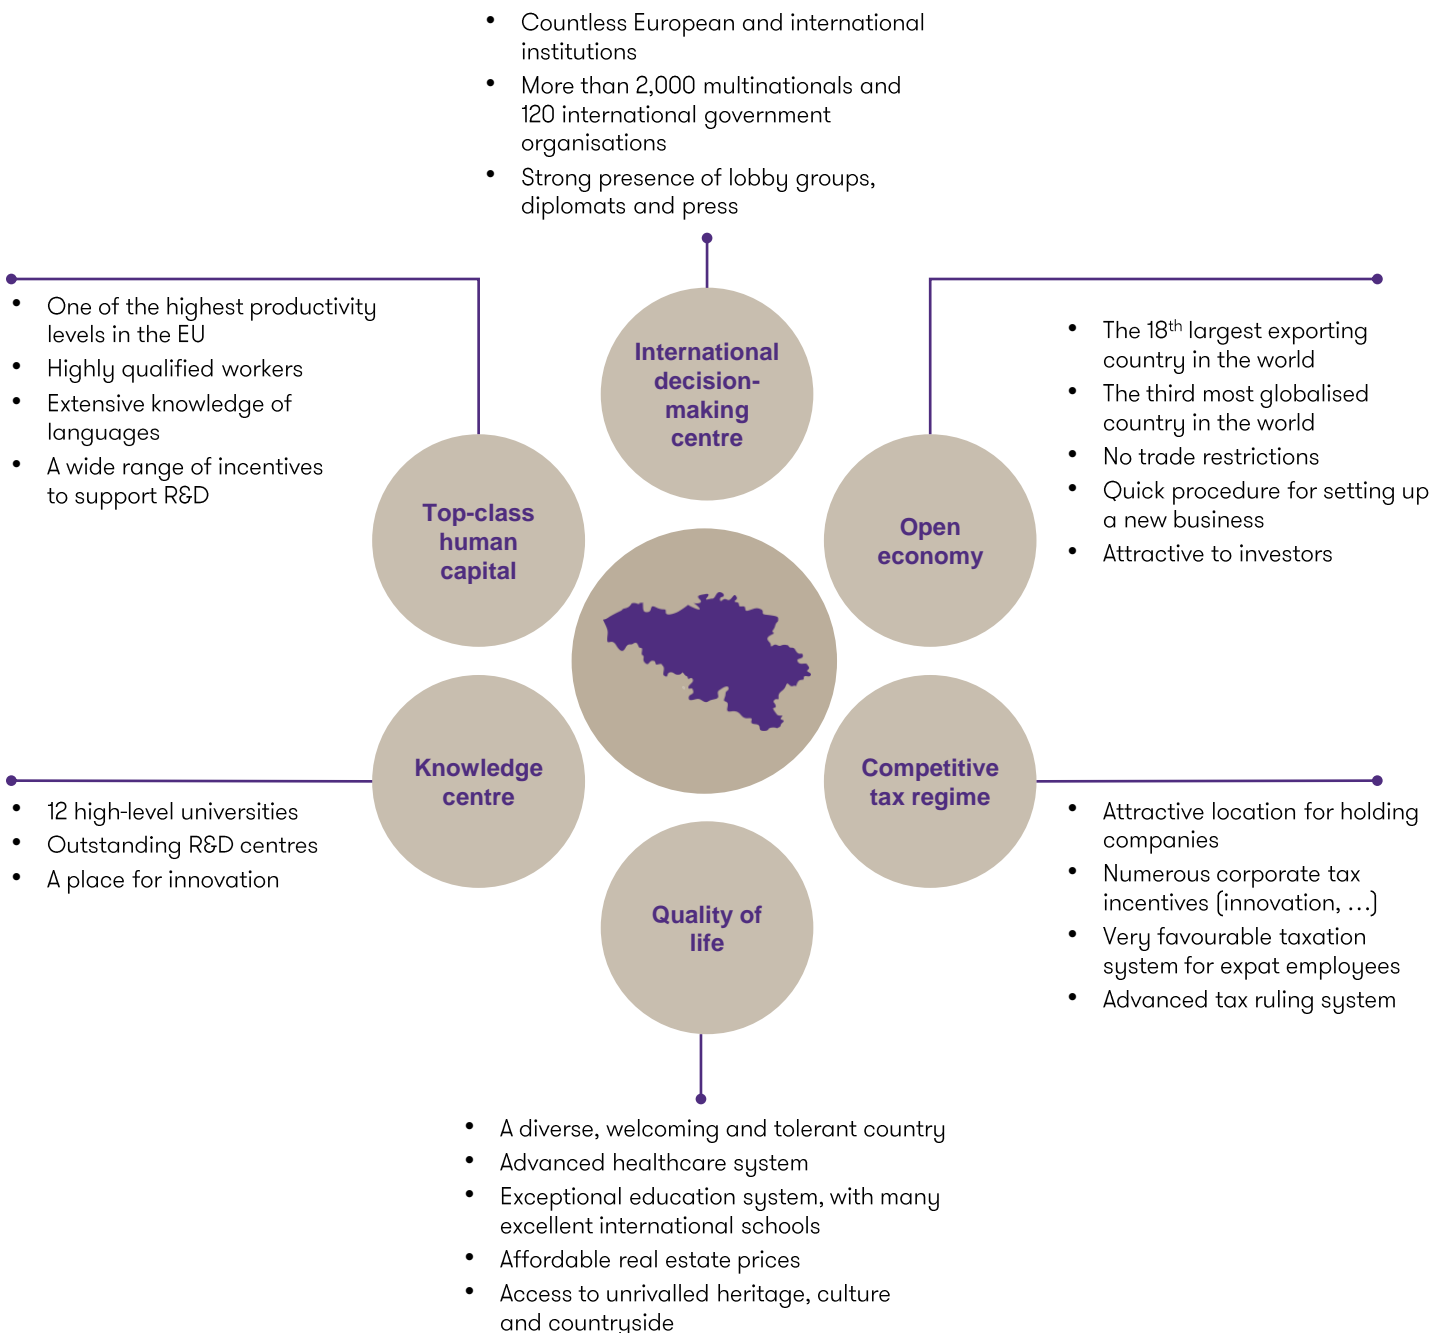 • Countless European and international
institutions
• More than 2,000 multinationals and
120 international government
organisations
• Strong presence of lobby groups,
diplomats and press
• One of the highest productivity
levels in the EU
• Highly qualified workers
• Extensive knowledge of
languages
• A wide range of incentives
to support R&D
International
decision-
making
centre
• The 18th largest exporting
country in the world
• The third most globalised
country in the world
• No trade restrictions
• Quick procedure for setting up
a new business
• Attractive to investors
Top-class
human
capital
Open
economy
Knowledge
centre
Competitive
tax regime
• 12 high-level universities
• Outstanding R&D centres
• A place for innovation
• Attractive location for holding
companies
• Numerous corporate tax
incentives (innovation, ...)
• Very favourable taxation
system for expat employees
• Advanced tax ruling system
Quality of
life
• A diverse, welcoming and tolerant country
• Advanced healthcare system
• Exceptional education system, with many
excellent international schools
• Affordable real estate prices
• Access to unrivalled heritage, culture
and countryside